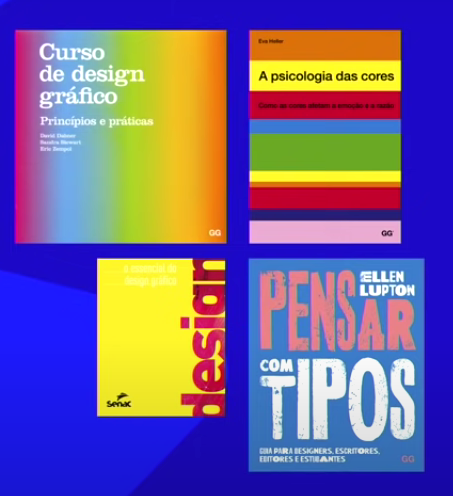 Curso
de design
gráfico
Princípios e práticas
David Dabner
Sandra Stewart
Eric Zempol
GG
Eva Heller
A psicologia das cores
Como as cores afetam a emoção e a razão
GG
o essencial do
design gráfico
design
senac
PENSAR
ELLEN
LUPTON
COM
TIPOS
GUIA PARA DESIGNERS, ESCRITORES,
EDITORES E ESTUDANTES
GG